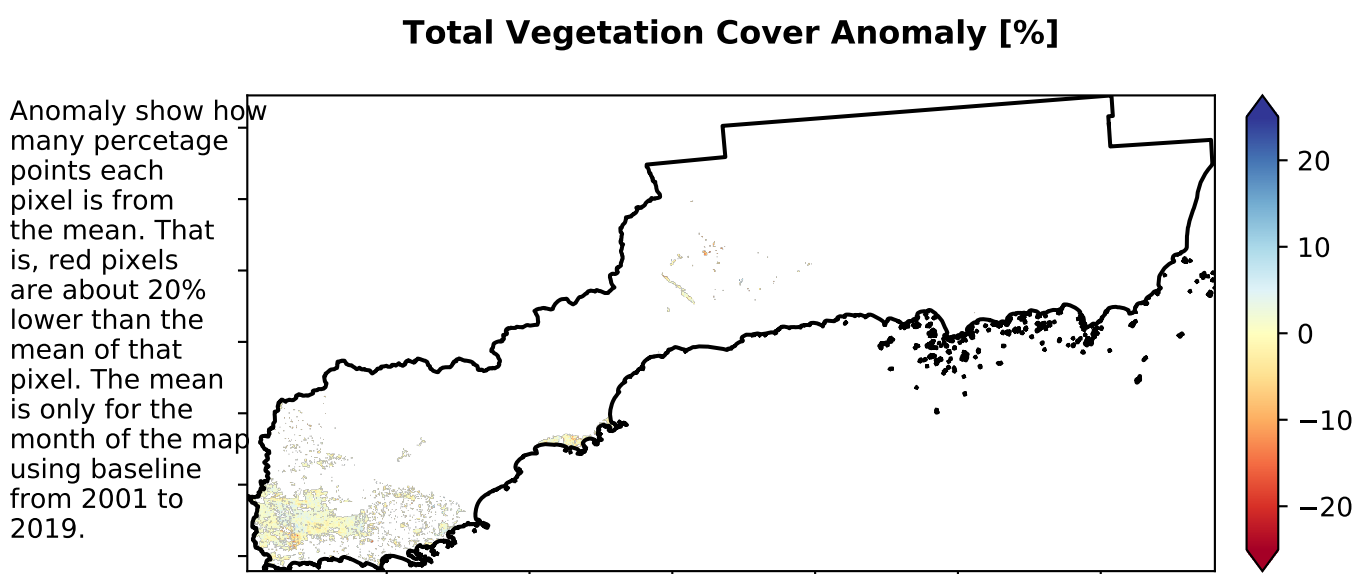 Total Vegetation Cover Anomaly [%]
Anomaly show how
many percetage
points each
pixel is from
the mean. That
is, red pixels
are about 20%
lower than the
mean of that
pixel. The mean
is only for the
month of the map
using baseline
from 2001 to
2019.
20
10
0
−10
−20